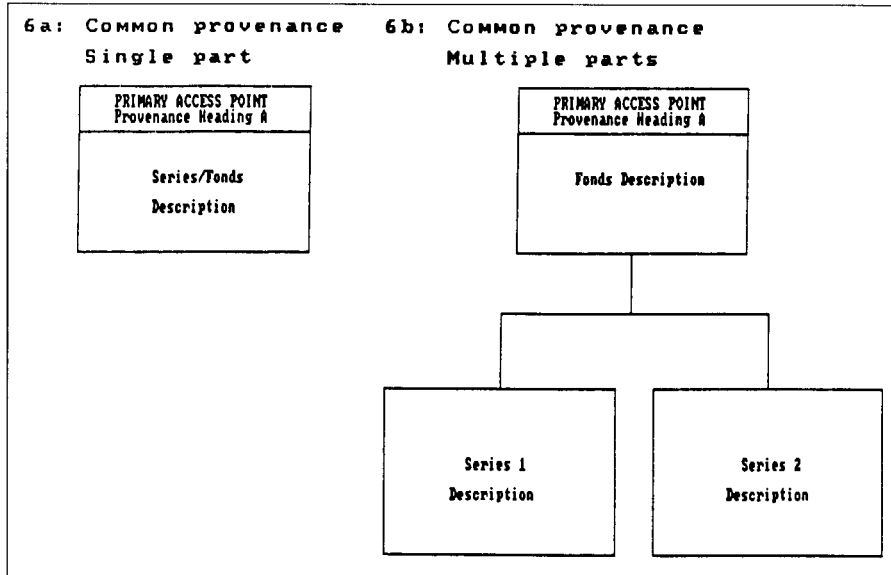 6a: Common provenance
Single part
PRIMARY ACCESS POINT
Provenance Heading A
Series/Fonds
Description
6b: Common provenance
Multiple parts
PRIMARY ACCESS POINT
Provenance Heading A
Fonds Description
Series 1
Description
Series 2
Description